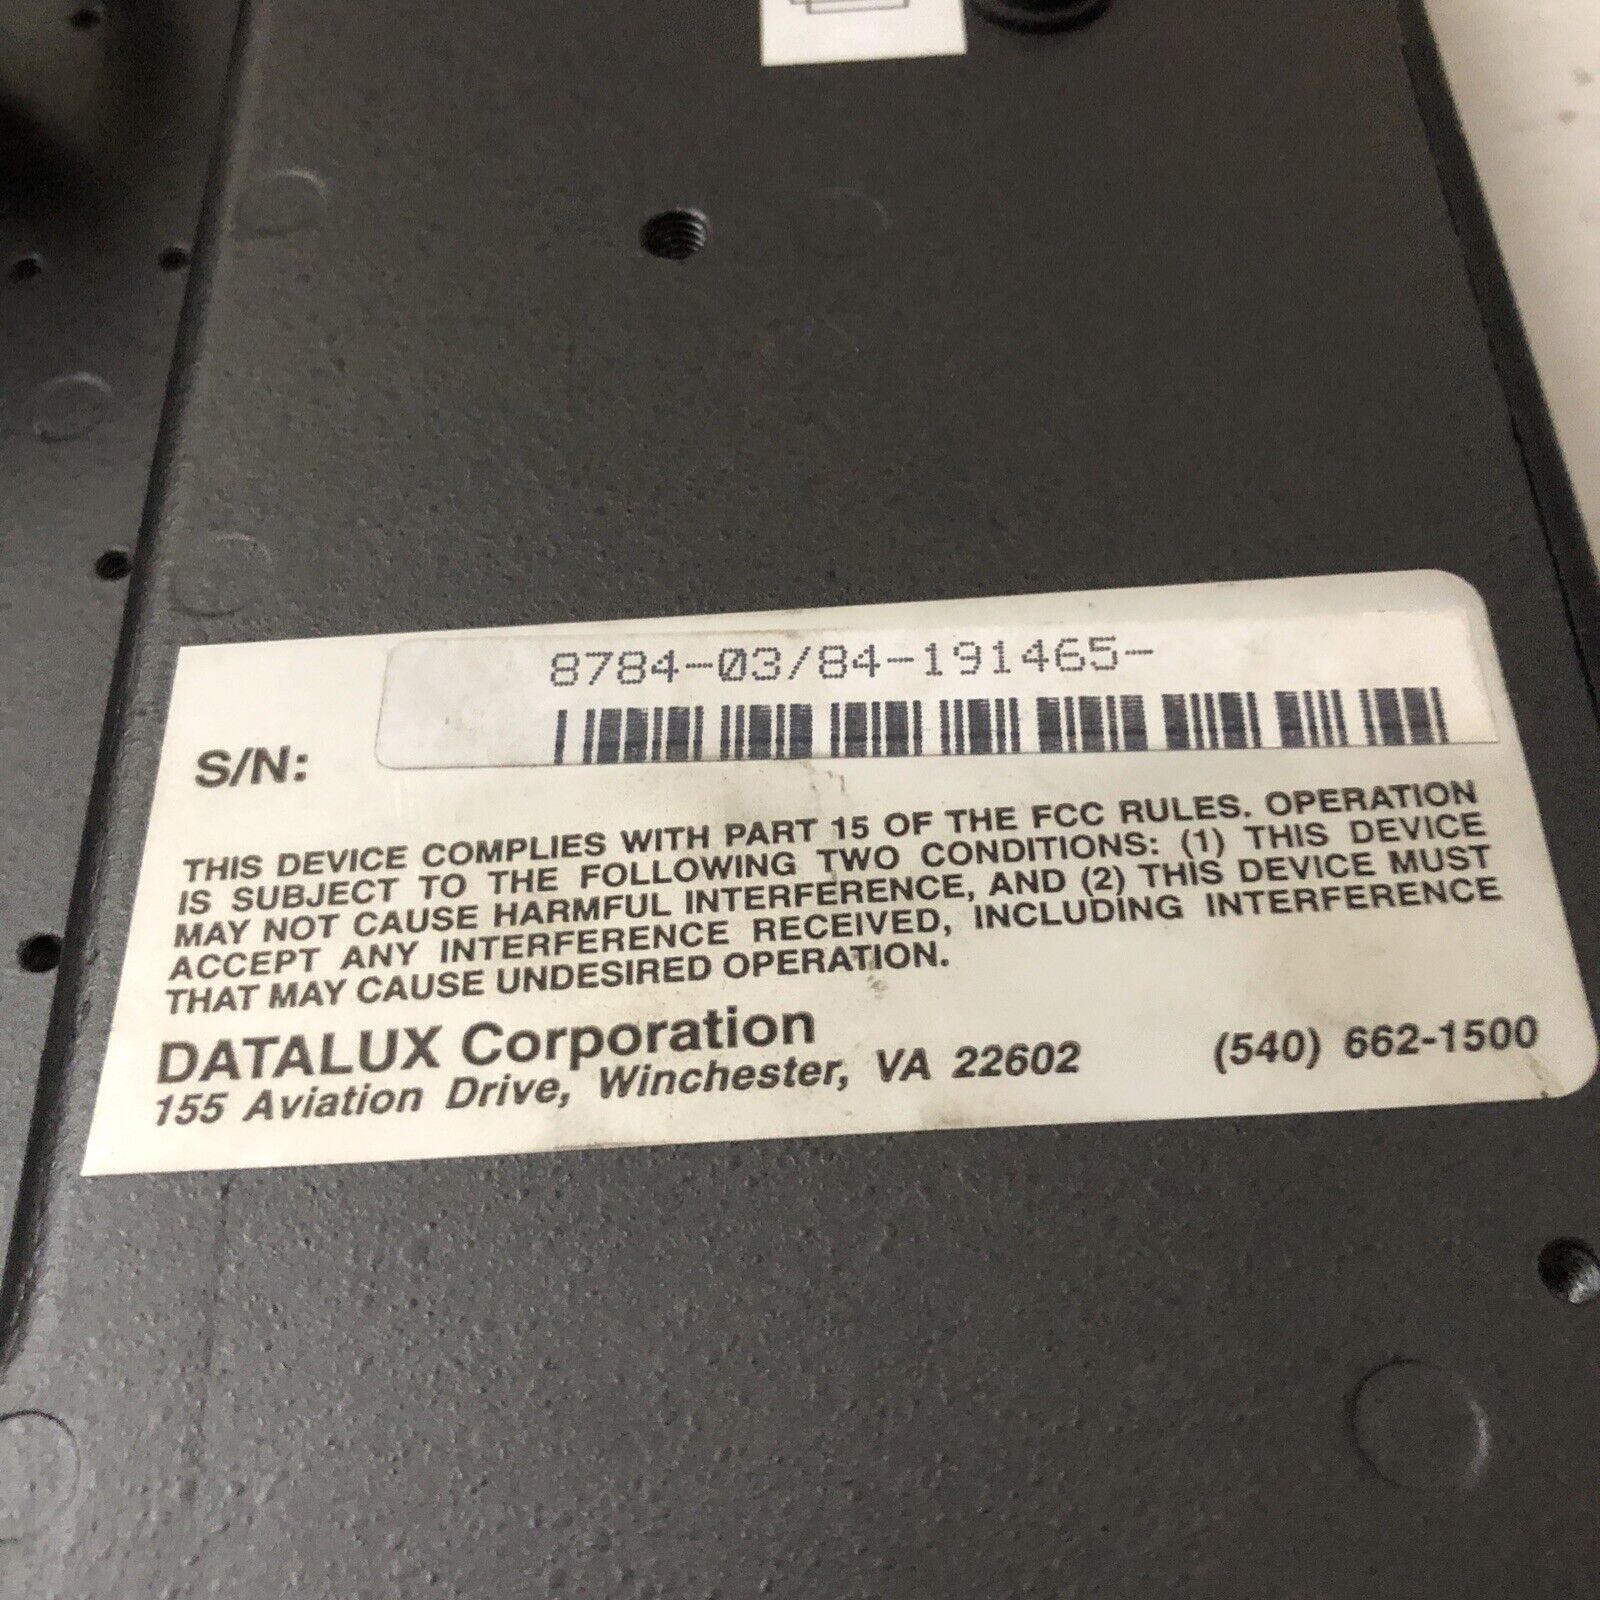 8784-03/84-191465-
S/N:
THIS DEVICE COMPLIES WITH PART 15 OF THE FCC RULES. OPERATION
IS SUBJECT TO THE FOLLOWING TWO CONDITIONS: (1) THIS DEVICE
MAY NOT CAUSE HARMFUL INTERFERENCE, AND (2) THIS DEVICE MUST
ACCEPT ANY INTERFERENCE RECEIVED, INCLUDING INTERFERENCE
THAT MAY CAUSE UNDESIRED OPERATION.
DATALUX Corporation
155 Aviation Drive, Winchester, VA 22602 (540) 662-1500